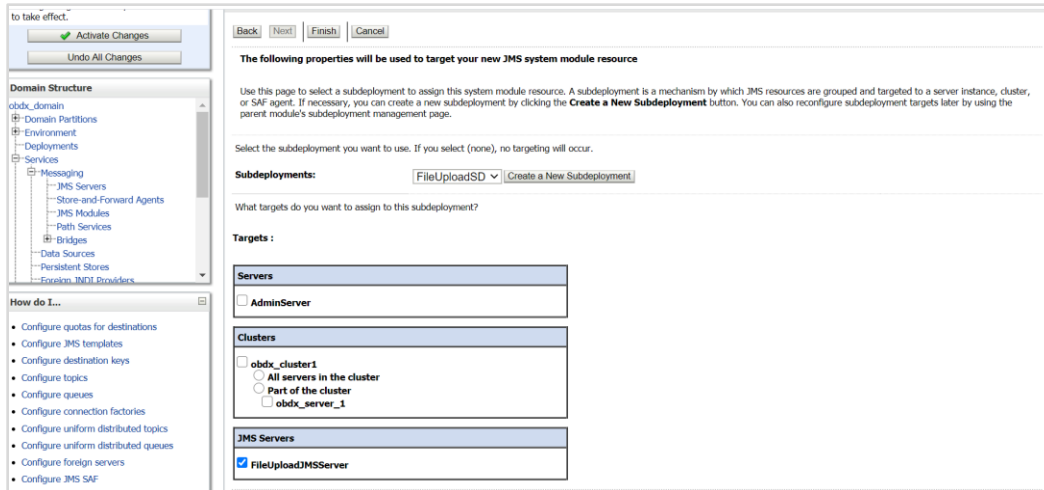 to take effect.
Activate Changes
Undo All Changes
Domain Structure
obdx_domain
Domain Partitions
Environment
Deployments
Services
Messaging
JMS Servers
Store-and-Forward Agents
JMS Modules
Path Services
Bridges
Data Sources
Persistent Stores
Foreign JNDI Providers
How do I...
Configure quotas for destinations
Configure JMS templates
Configure destination keys
Configure topics
Configure queues
Configure connection factories
Configure uniform distributed topics
Configure uniform distributed queues
Configure foreign servers
Configure JMS SAF
Back Next Finish Cancel
The following properties will be used to target your new JMS system module resource
Use this page to select a subdeployment to assign this system module resource. A subdeployment is a mechanism by which JMS resources are grouped and targeted to a server instance, cluster,
or SAF agent. If necessary, you can create a new subdeployment by clicking the Create a New Subdeployment button. You can also reconfigure subdeployment targets later by using the
parent module's subdeployment management page.
Select the subdeployment you want to use. If you select (none), no targeting will occur.
Subdeployments: FileUploadSD Create a New Subdeployment
What targets do you want to assign to this subdeployment?
Targets :
Servers
AdminServer
Clusters
obdx_cluster1
All servers in the cluster
Part of the cluster
obdx_server_1
JMS Servers
FileUploadJMSServer